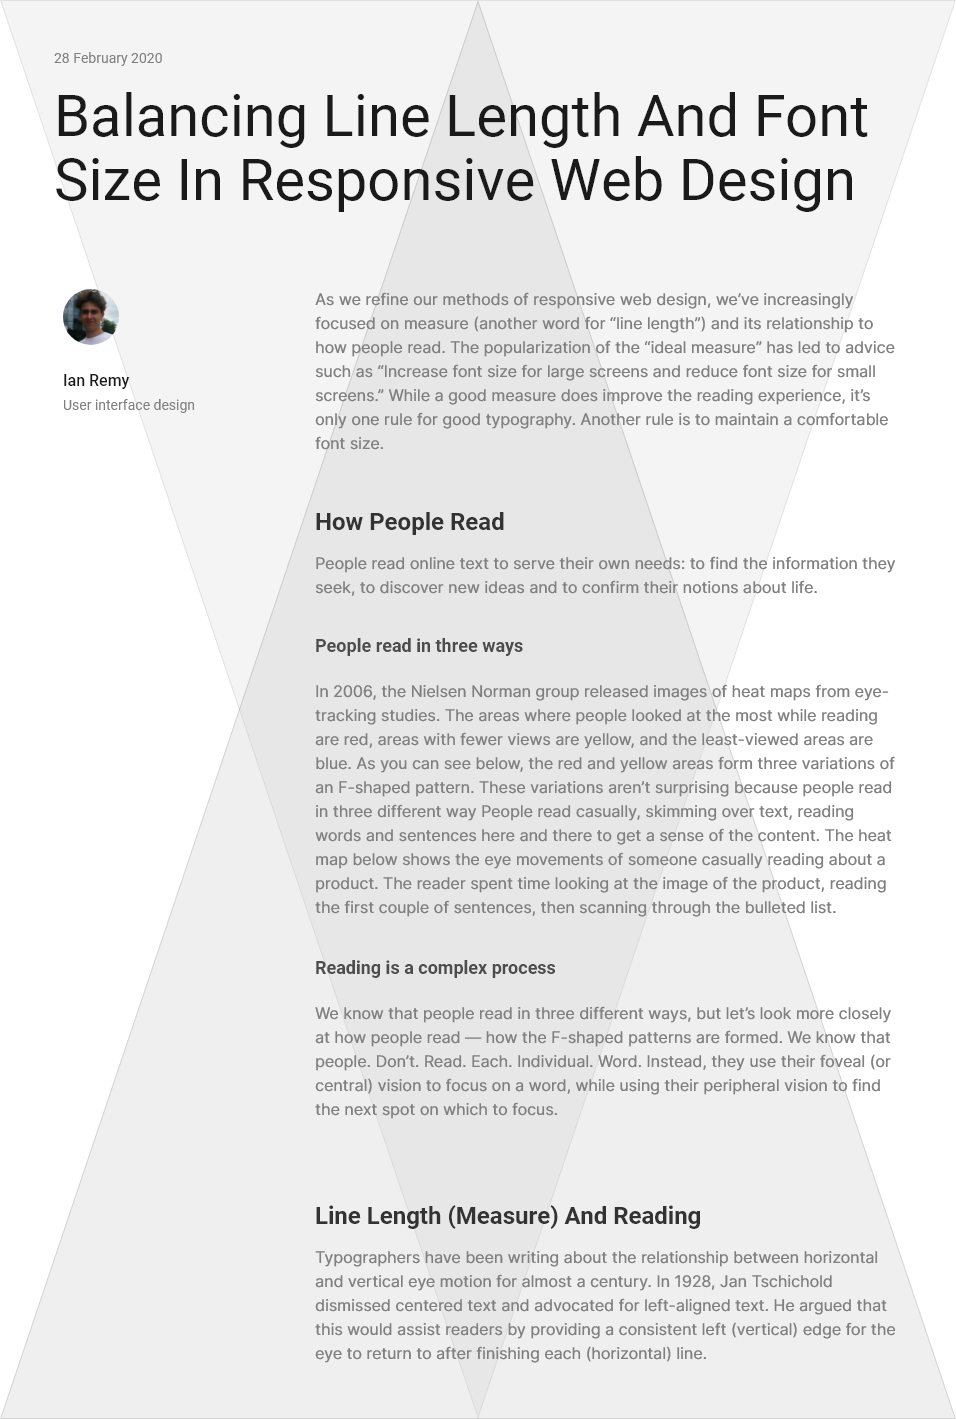 28 February 2020
Balancing Line Length And Font
Size In Responsive Web Design
Ian Remy
User interface design
As we refine our methods of responsive web design, we’ve increasingly
focused on measure (another word for “line length”) and its relationship to
how people read. The popularization of the “ideal measure” has led to advice
such as “Increase font size for large screens and reduce font size for small
screens.” While a good measure does improve the reading experience, it’s
only one rule for good typography. Another rule is to maintain a comfortable
font size.
How People Read
People read online text to serve their own needs: to find the information they
seek, to discover new ideas and to confirm their notions about life.
People read in three ways
In 2006, the Nielsen Norman group released images of heat maps from eye-
tracking studies. The areas where people looked at the most while reading
are red, areas with fewer views are yellow, and the least-viewed areas are
blue. As you can see below, the red and yellow areas form three variations of
an F-shaped pattern. These variations aren’t surprising because people read
in three different way People read casually, skimming over text, reading
words and sentences here and there to get a sense of the content. The heat
map below shows the eye movements of someone casually reading about a
product. The reader spent time looking at the image of the product, reading
the first couple of sentences, then scanning through the bulleted list.
Reading is a complex process
We know that people read in three different ways, but let’s look more closely
at how people read — how the F-shaped patterns are formed. We know that
people. Don’t. Read. Each. Individual. Word. Instead, they use their foveal (or
central) vision to focus on a word, while using their peripheral vision to find
the next spot on which to focus.
Line Length (Measure) And Reading
Typographers have been writing about the relationship between horizontal
and vertical eye motion for almost a century. In 1928, Jan Tschichold
dismissed centered text and advocated for left-aligned text. He argued that
this would assist readers by providing a consistent left (vertical) edge for the
eye to return to after finishing each (horizontal) line.